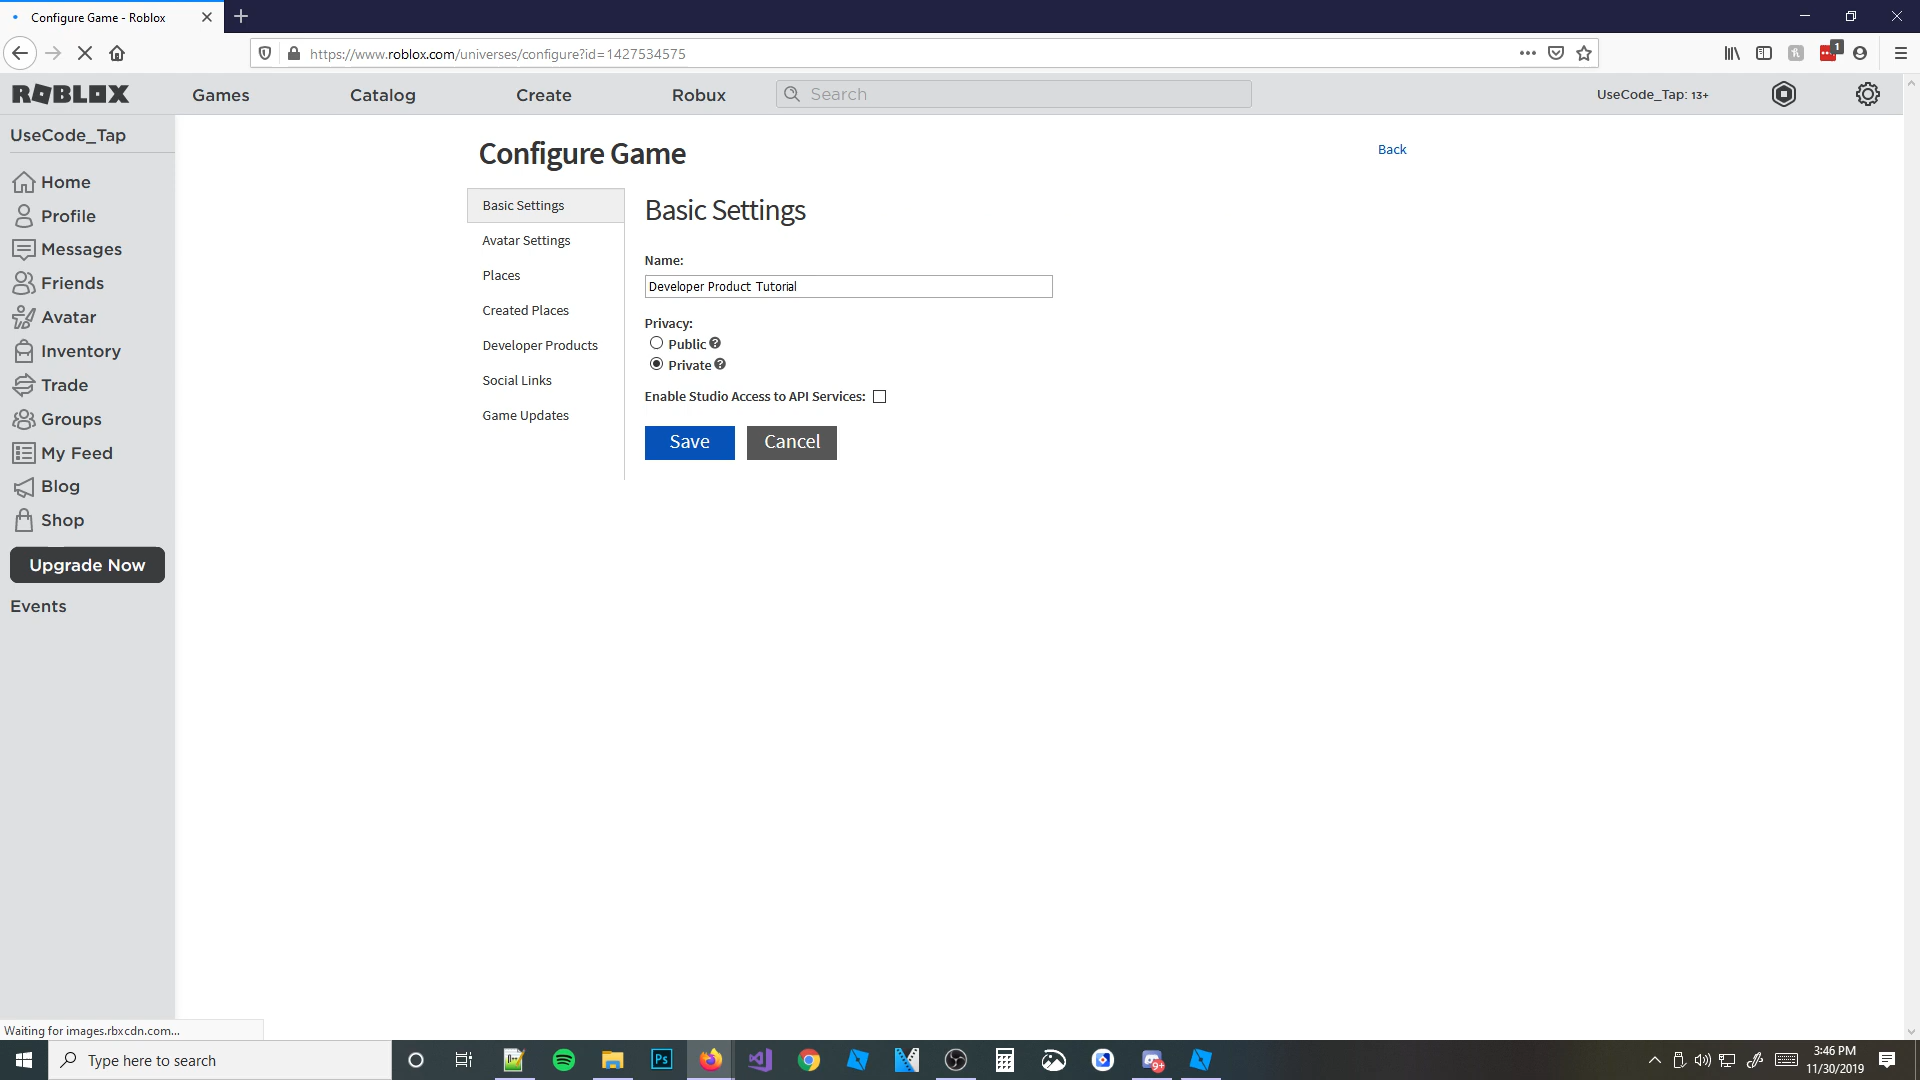 Configure Game - Roblox
https://www.roblox.com/universes/configure?id=1427534575
1
ROBLOX
Games
Catalog
Create
Robux
Search
UseCode_Tap: 13+
UseCode_Tap
Home
Profile
Messages
Friends
Avatar
Inventory
Trade
Groups
My Feed
Blog
Shop
Upgrade Now
Events
Configure Game
Back
Basic Settings
Avatar Settings
Places
Created Places
Developer Products
Social Links
Game Updates
Basic Settings
Name:
Developer Product Tutorial
Privacy:
Public
Private
Enable Studio Access to API Services:
Save
Cancel
Waiting for images.rbxcdn.com...
Type here to search
Ps
9+
3:46 PM
11/30/2019